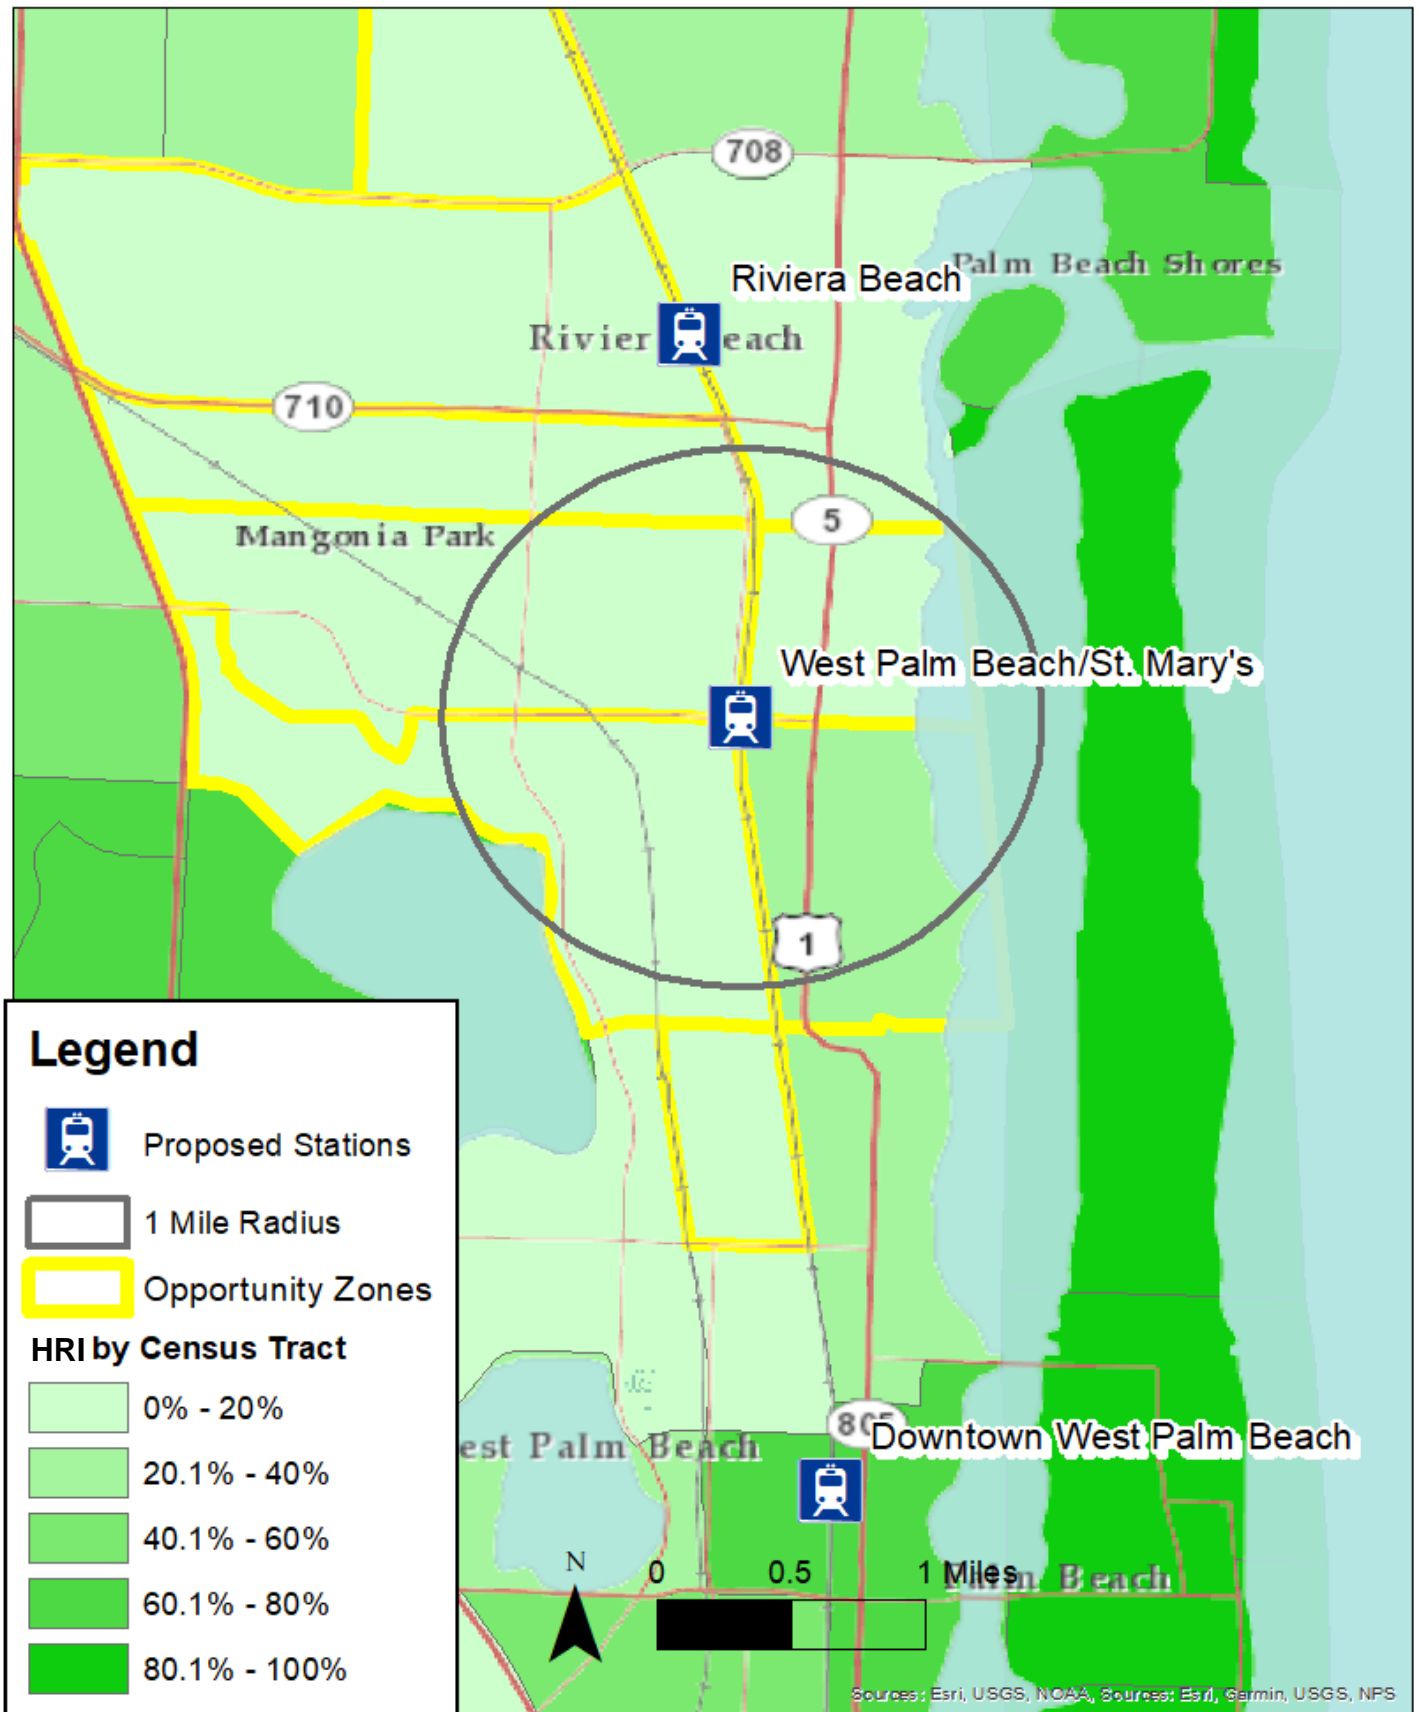 708
Riviera Beach
Palm Beach Shores
Rivier each
710
5
Mangonia Park
West Palm Beach/St. Mary's
1
Legend
Proposed Stations
1 Mile Radius
Opportunity Zones
HRI by Census Tract
0% - 20%
20.1% - 40%
40.1% - 60%
60.1% - 80%
80.1% - 100%
805
Downtown West Palm Beach
est Palm Beach
N
0 0.5 1 Miles
Palm Beach
Sources: Esri, USGS, NOAA, Sources: Esri, Garmin, USGS, NPS